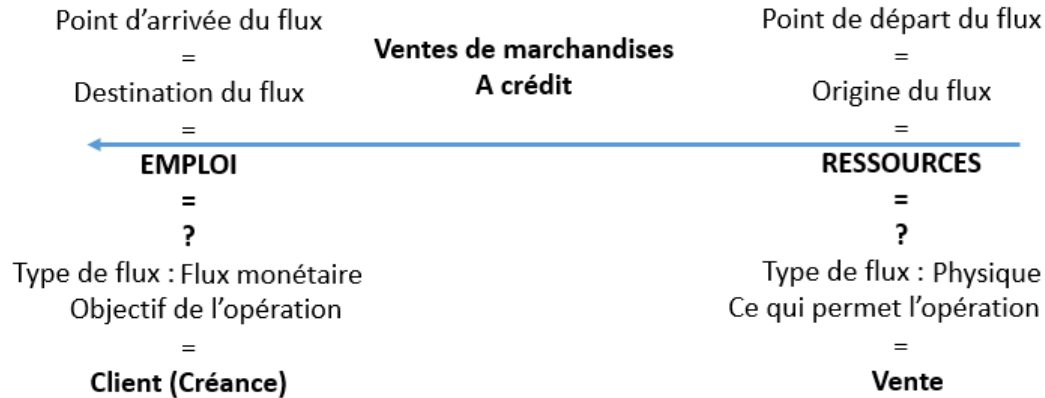 Point d’arrivée du flux
=
Destination du flux
=
EMPLOI
=
?
Type de flux : Flux monétaire
Objectif de l’opération
=
Client (Créance)
Ventes de marchandises
A crédit
Point de départ du flux
=
Origine du flux
=
RESSOURCES
=
?
Type de flux : Physique
Ce qui permet l’opération
=
Vente